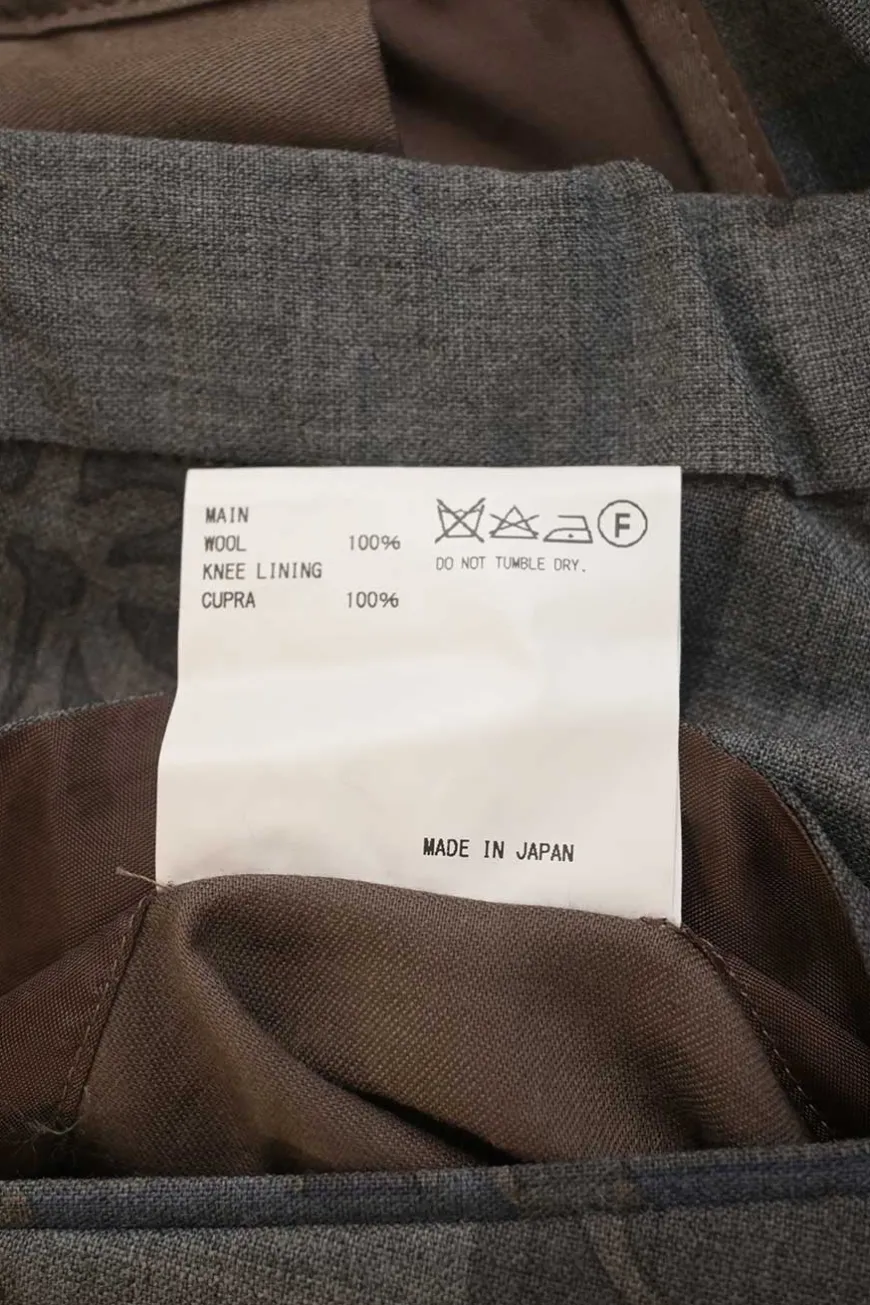 MAIN
WOOL 100%
KNEE LINING
CUPRA 100%
F
DO NOT TUMBLE DRY.
MADE IN JAPAN